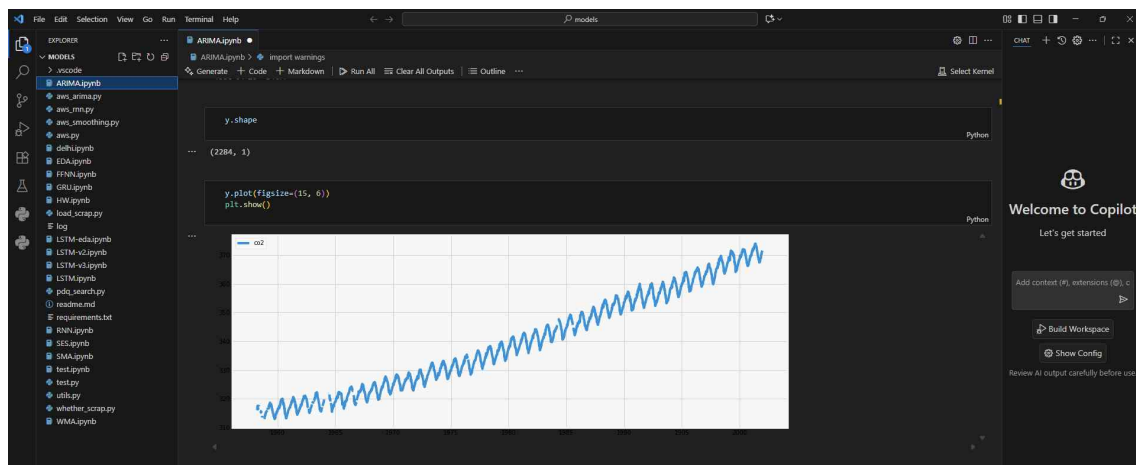 File Edit Selection View Go Run Terminal Help
models
EXPLORER
MODELS
.vscode
ARIMA.ipynb
aws_arima.py
aws_rnn.py
aws_smoothing.py
aws.py
delhi.ipynb
EDA.ipynb
FFNN.ipynb
GRU.ipynb
HW.ipynb
load_scrap.py
log
LSTM-eda.ipynb
LSTM-v2.ipynb
LSTM-v3.ipynb
LSTM.ipynb
pdq_search.py
readme.md
requirements.txt
RNN.ipynb
SES.ipynb
SMA.ipynb
test.ipynb
test.py
utils.py
whether_scrap.py
WMA.ipynb
ARIMA.ipynb
ARIMA.ipynb > import warnings
Generate + Code + Markdown | Run All Clear All Outputs | Outline ...
Select Kernel
y.shape
Python
(2284, 1)
y.plot(figsize=(15, 6))
plt.show()
Python
co2
CHAT
Welcome to Copilot
Let's get started
Add context (#), extensions (@), c
Build Workspace
Show Config
Review AI output carefully before use.